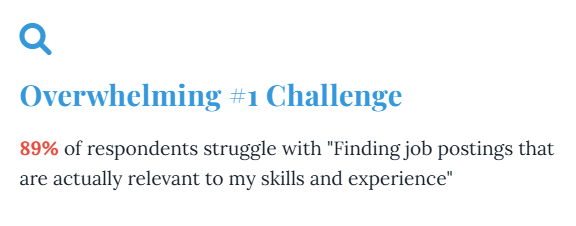 Overwhelming #1 Challenge
89% of respondents struggle with "Finding job postings that
are actually relevant to my skills and experience"